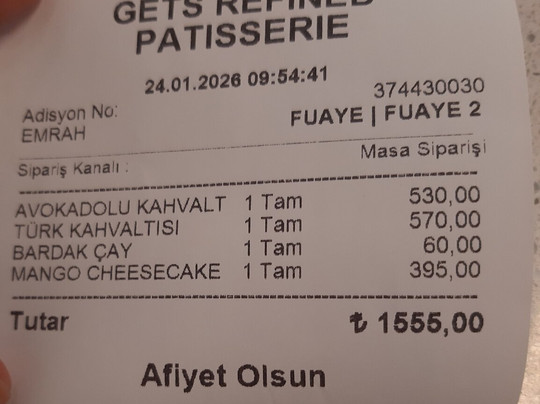 GETS REFINED
PATISSERIE
24.01.2026 09:54:41
Adisyon No: 374430030
EMRAH FUAYE | FUAYE 2
Sipariş Kanalı : Masa Siparişi
AVOKADOLU KAHVALT 1 Tam 530,00
TÜRK KAHVALTISI 1 Tam 570,00
BARDAK ÇAY 1 Tam 60,00
MANGO CHEESECAKE 1 Tam 395,00
Tutar ₺ 1555,00
Afiyet Olsun